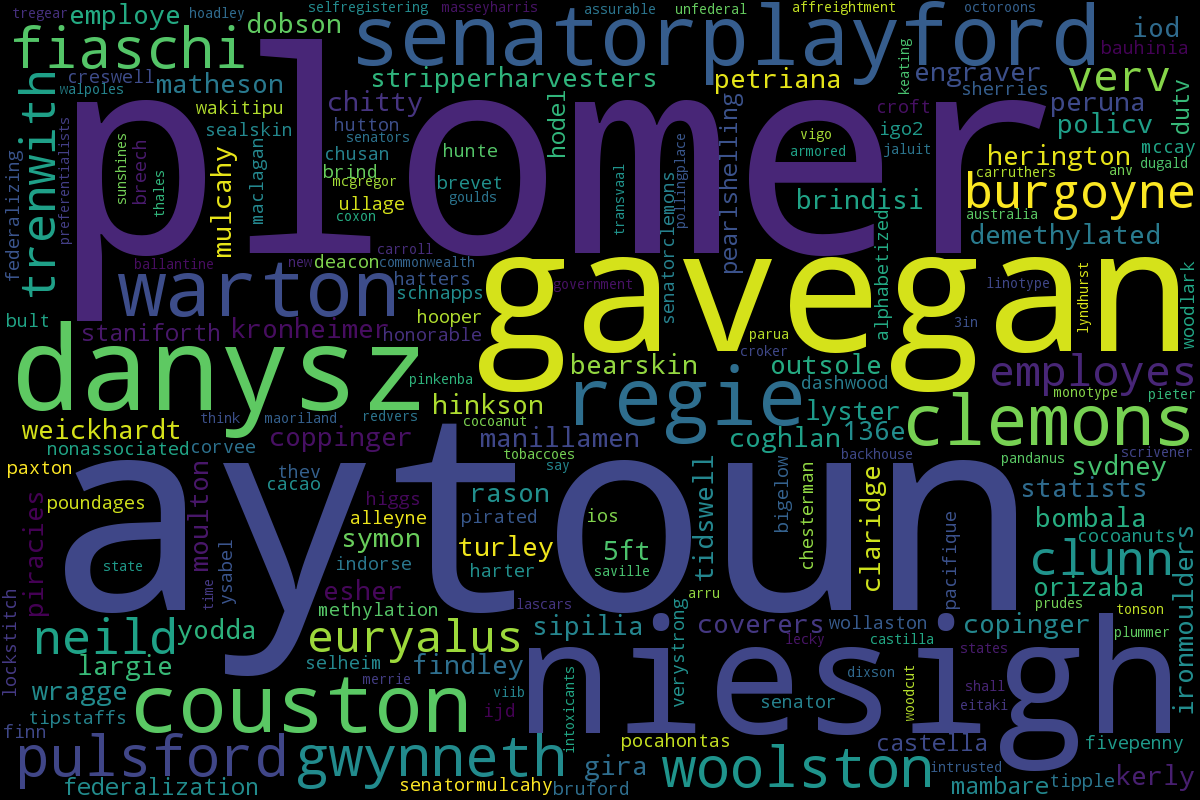 tregear hoadley selfregistering masseyharris assurable unfederal affreightment octoroons
employe dobson senatorplayford iod
fiaschi bauhinia
creswell matheson stripperharvesters petriana keating engraver verv
walpoles wakitipu chitty hodel sherries peruna dutv
trenwith plomer croft igo2 policv
preferentialists sealskin hutton senators vigo armored jaluit mccay
federalizing sunshines breech thales mulcahy maclagan chusan hunte herington dugald
brind mcgregor brevet goulds transvaal pollingplace pearlshelling carruthers anv
ullage coxon brindisi burgoyne
australia
senatorclemons alphabetized demethylated
carroll
ballantine new deacon commonwealth gavegan
warton hatters government linotype lyndhurst woodlark
schnapps
bult staniforth kronheimer honorable hooper 3in
parua croker
danysz bearskin outsole employes
pinkenba regie dashwood monotype pieter
hinkson lyster clemons
weickhardt think maoriland redvers cocoanut
nonassociated corvee coppinger manillamen coghlan 136e backhouse scrivener
paxton thev tobaccoes say pandanus svdney
cacao statists
poundages moulton higgs rason tidswell bigelow chesterman claridge
piracies alleyne pirated ios pacifique bombala
symon turley 5ft clunn cocoanuts
aytoun
state time ysabel indorse harter saville orizaba
lockstitch esher arru
methylation lascars verystrong prudes tonson ironmoulders
neild yodda euryalus sipilia coverers wollaston copinger plummer
lecky castilla
largie selheim findley niesigh states
merrie dixson
wragge couston viib senator woodcut shall
tipstaffs ijd intoxicants eitaki
finn
pulsford gwynneth gira pocahontas woolston castella fivepenny
intrusted
federalization senatormulcahy bruford mambare tipple kerly